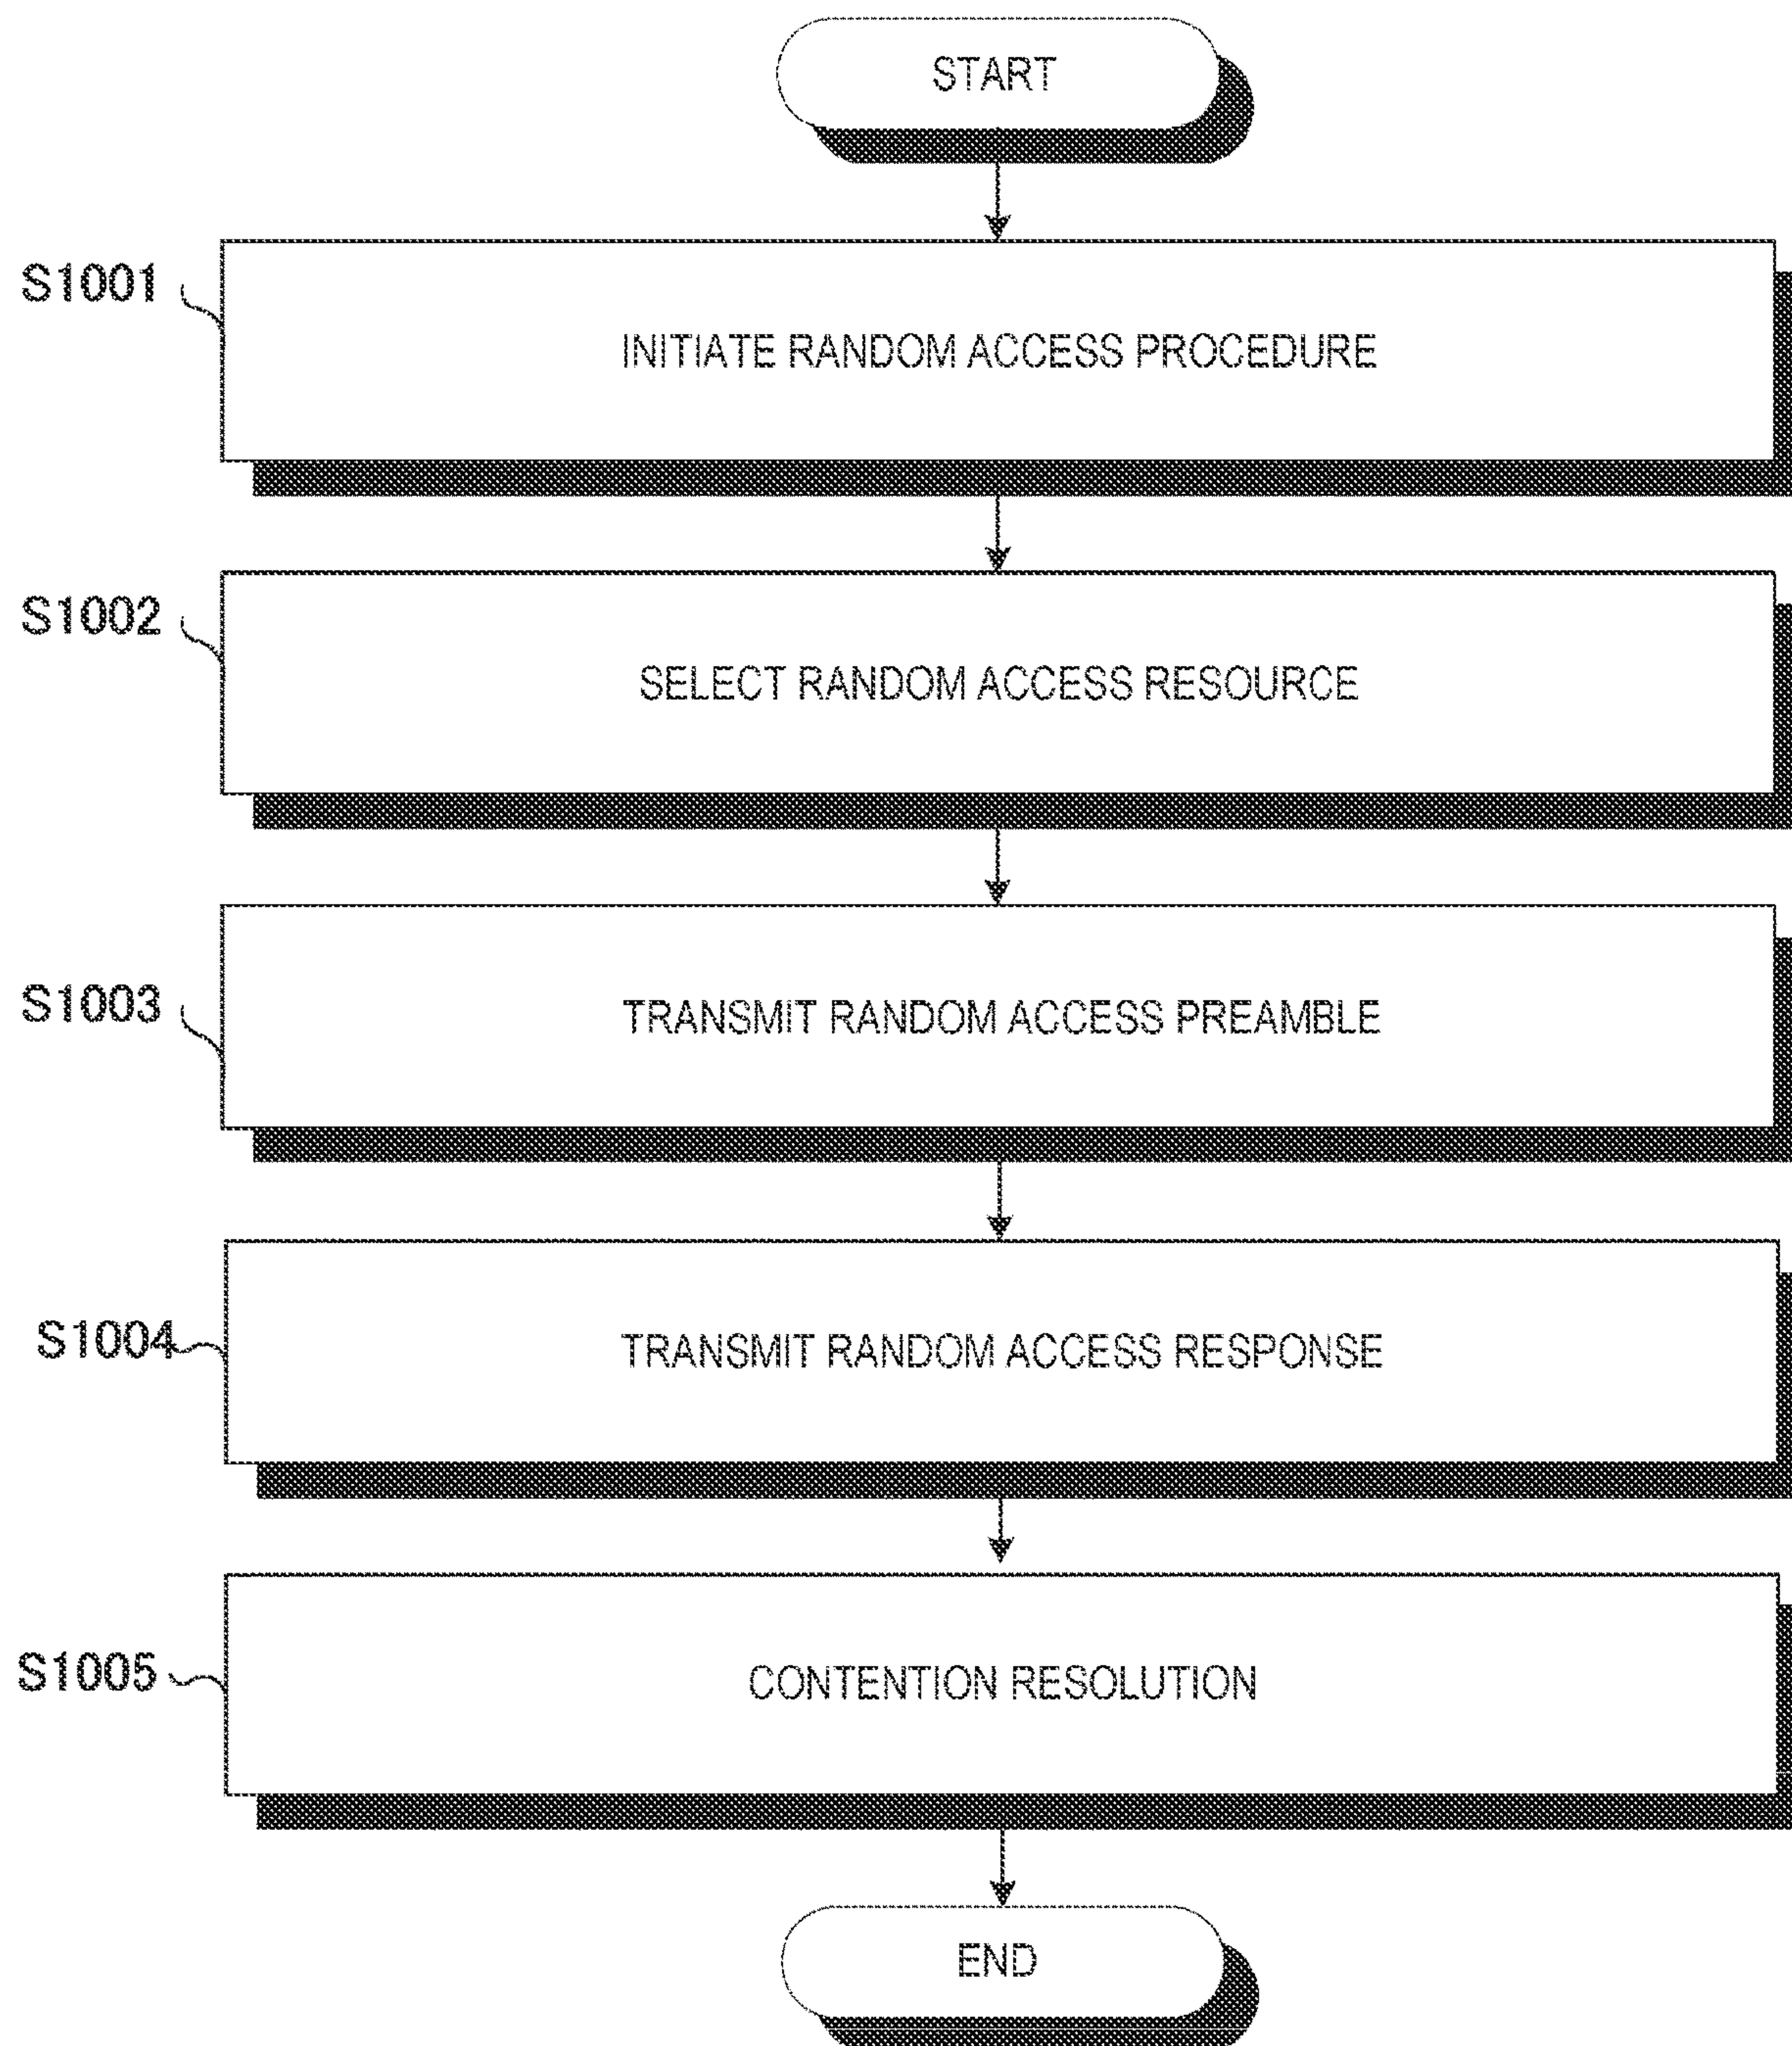 START
S1001
INITIATE RANDOM ACCESS PROCEDURE
S1002
SELECT RANDOM ACCESS RESOURCE
S1003
TRANSMIT RANDOM ACCESS PREAMBLE
S1004
TRANSMIT RANDOM ACCESS RESPONSE
S1005
CONTENTION RESOLUTION
END